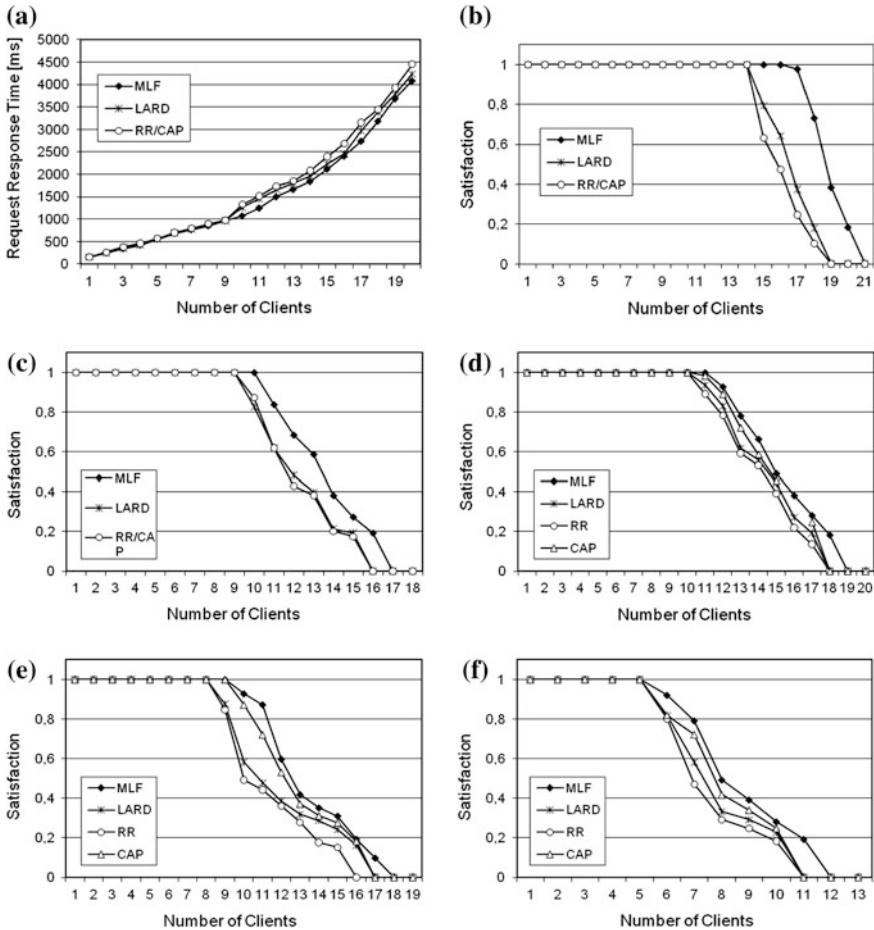 (a)
Request Response Time [ms]
5000
4500
4000
3500
3000
2500
2000
1500
1000
500
0
MLF
LARD
RR/CAP
1 3 5 7 9 11 13 15 17 19
Number of Clients
(b)
Satisfaction
1
0,8
0,6
0,4
0,2
0
MLF
LARD
RR/CAP
1 3 5 7 9 11 13 15 17 19 21
Number of Clients
(c)
Satisfaction
1
0,8
0,6
0,4
0,2
0
MLF
LARD
RR/CA
P
1 2 3 4 5 6 7 8 9 10 11 12 13 14 15 16 17 18
Number of Clients
(d)
Satisfaction
1
0,8
0,6
0,4
0,2
0
MLF
LARD
RR
CAP
1 2 3 4 5 6 7 8 9 10 11 12 13 14 15 16 17 18 19 20
Number of Clients
(e)
Satisfaction
1
0,8
0,6
0,4
0,2
0
MLF
LARD
RR
CAP
1 2 3 4 5 6 7 8 9 10 11 12 13 14 15 16 17 18 19
Number of Clients
(f)
Satisfaction
1
0,8
0,6
0,4
0,2
0
MLF
LARD
RR
CAP
1 2 3 4 5 6 7 8 9 10 11 12 13
Number of Clients